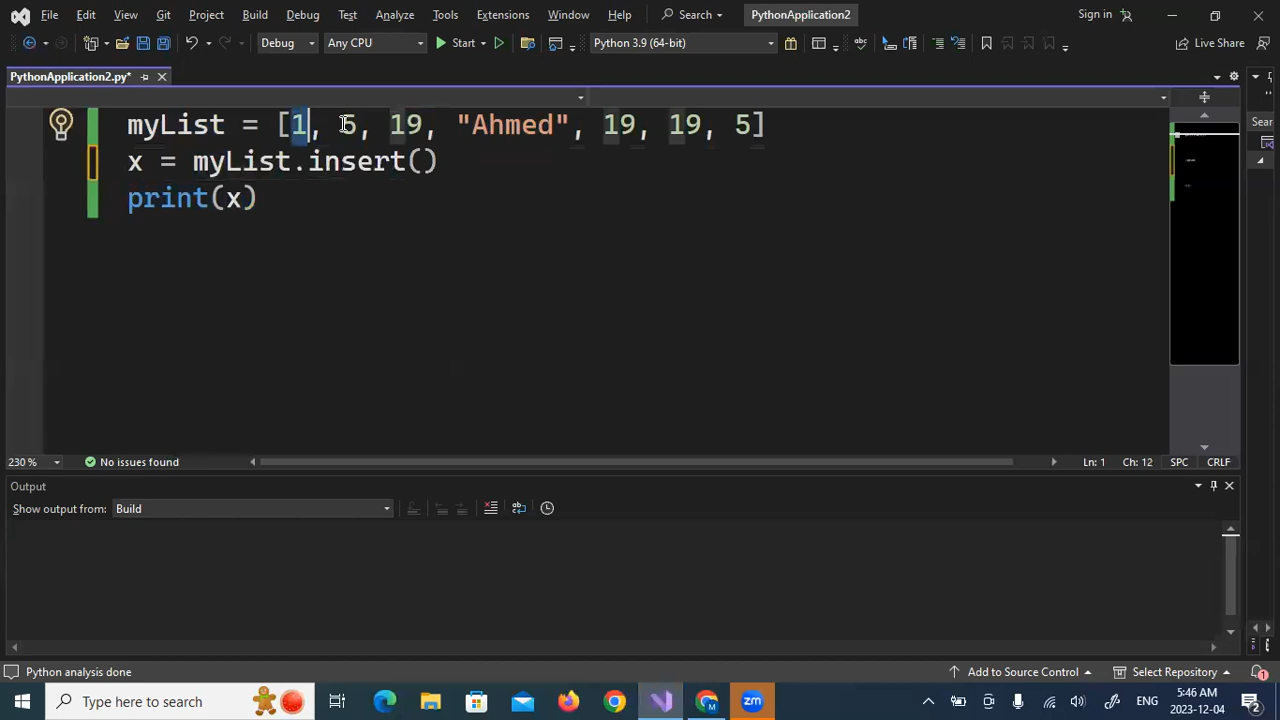 File Edit View Git Project Build Debug Test Analyze Tools Extensions Window Help Search PythonApplication2 Sign in
Debug Any CPU Start Python 3.9 (64-bit) Live Share
PythonApplication2.py*
Sear
myList = [1, 5, 19, "Ahmed", 19, 19, 5]
x = myList.insert()
print(x)
230 % No issues found Ln: 1 Ch: 12 SPC CRLF
Output
Show output from: Build
Python analysis done Add to Source Control Select Repository 1
Type here to search ENG 5:46 AM
2023-12-04 2